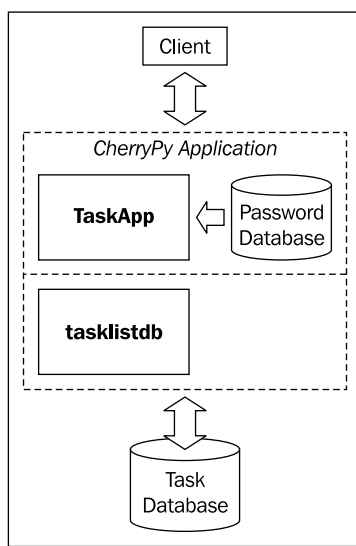 Client
CherryPy Application
TaskApp
Password
Database
tasklistdb
Task
Database